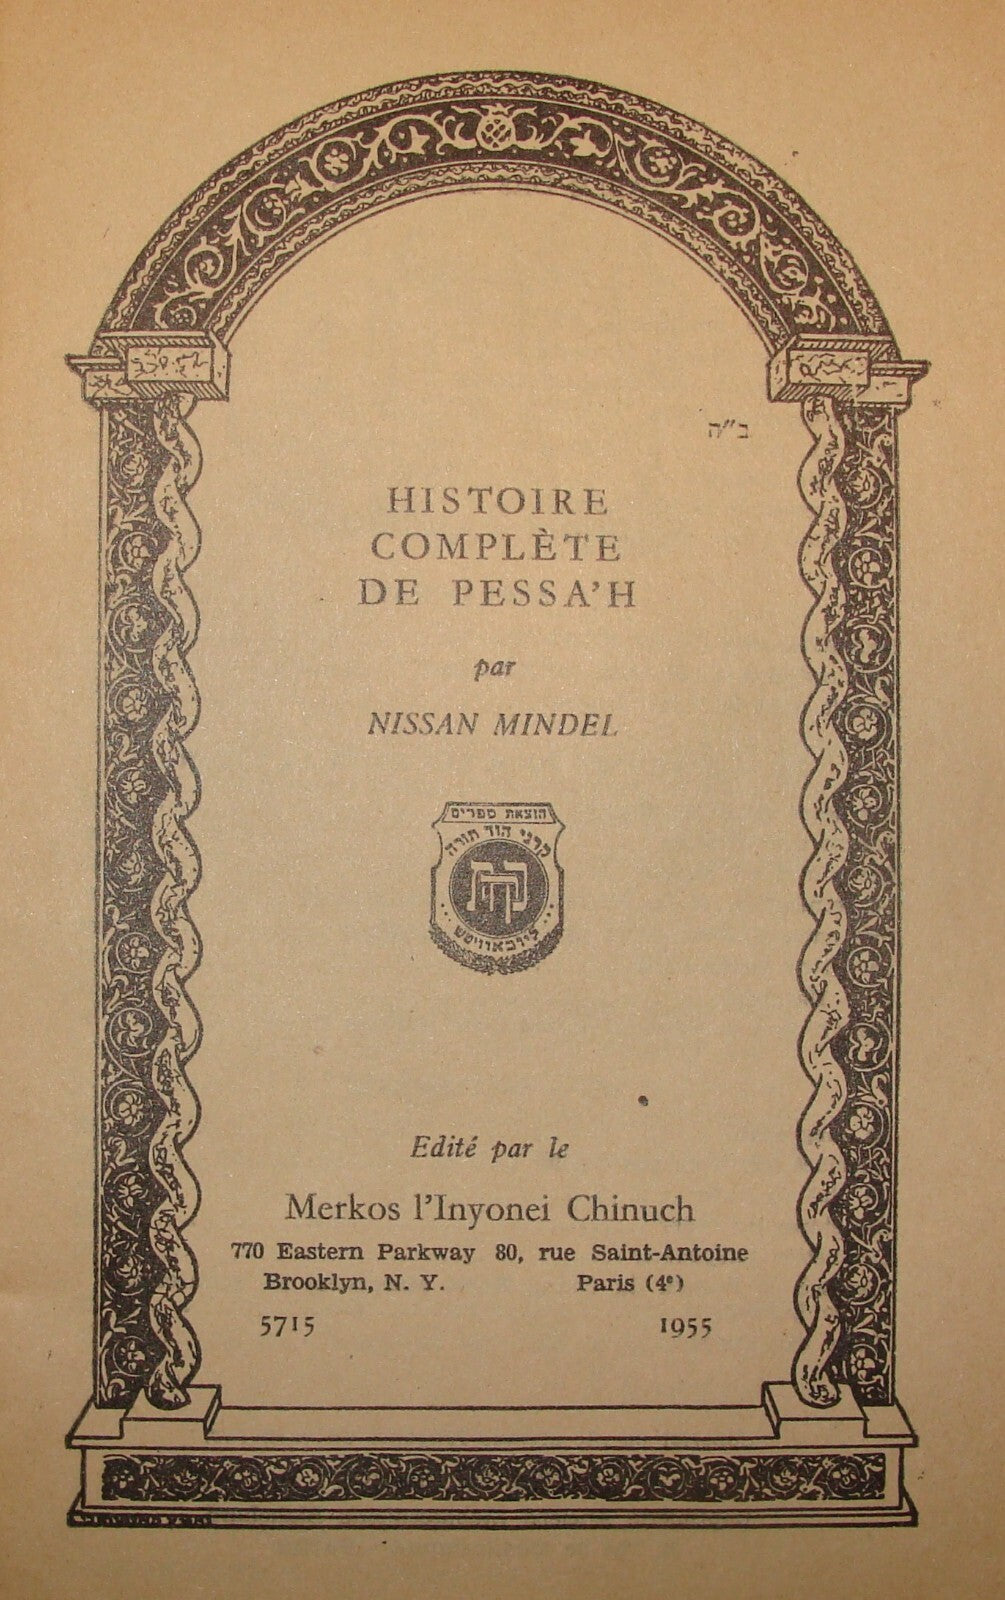 ב"ה
HISTOIRE
COMPLÈTE
DE PESSA'H
par
NISSAN MINDEL
הוצאת ספרים
קרני הוד תורה
קה"ת
ליובאוויטש
Edité par le
Merkos l'Inyonei Chinuch
770 Eastern Parkway 80, rue Saint-Antoine
Brooklyn, N. Y. Paris (4e)
5715 1955